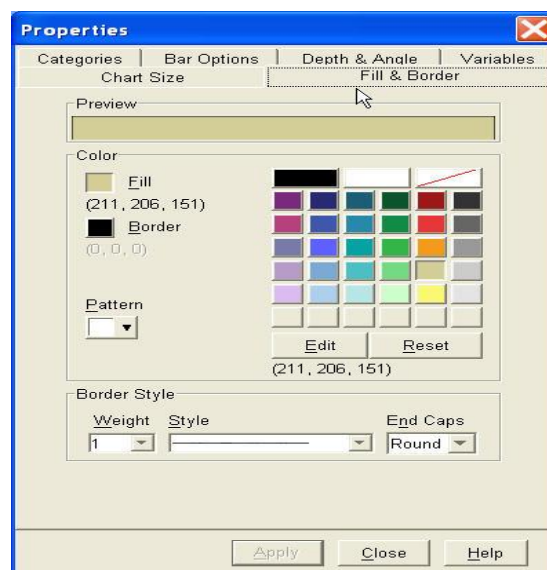 Properties
Categories Bar Options Depth & Angle Variables
Chart Size Fill & Border
Preview
Color
Fill
(211, 206, 151)
Border
(0, 0, 0)
Pattern
Edit Reset
(211, 206, 151)
Border Style
Weight Style End Caps
1 Round
Apply Close Help